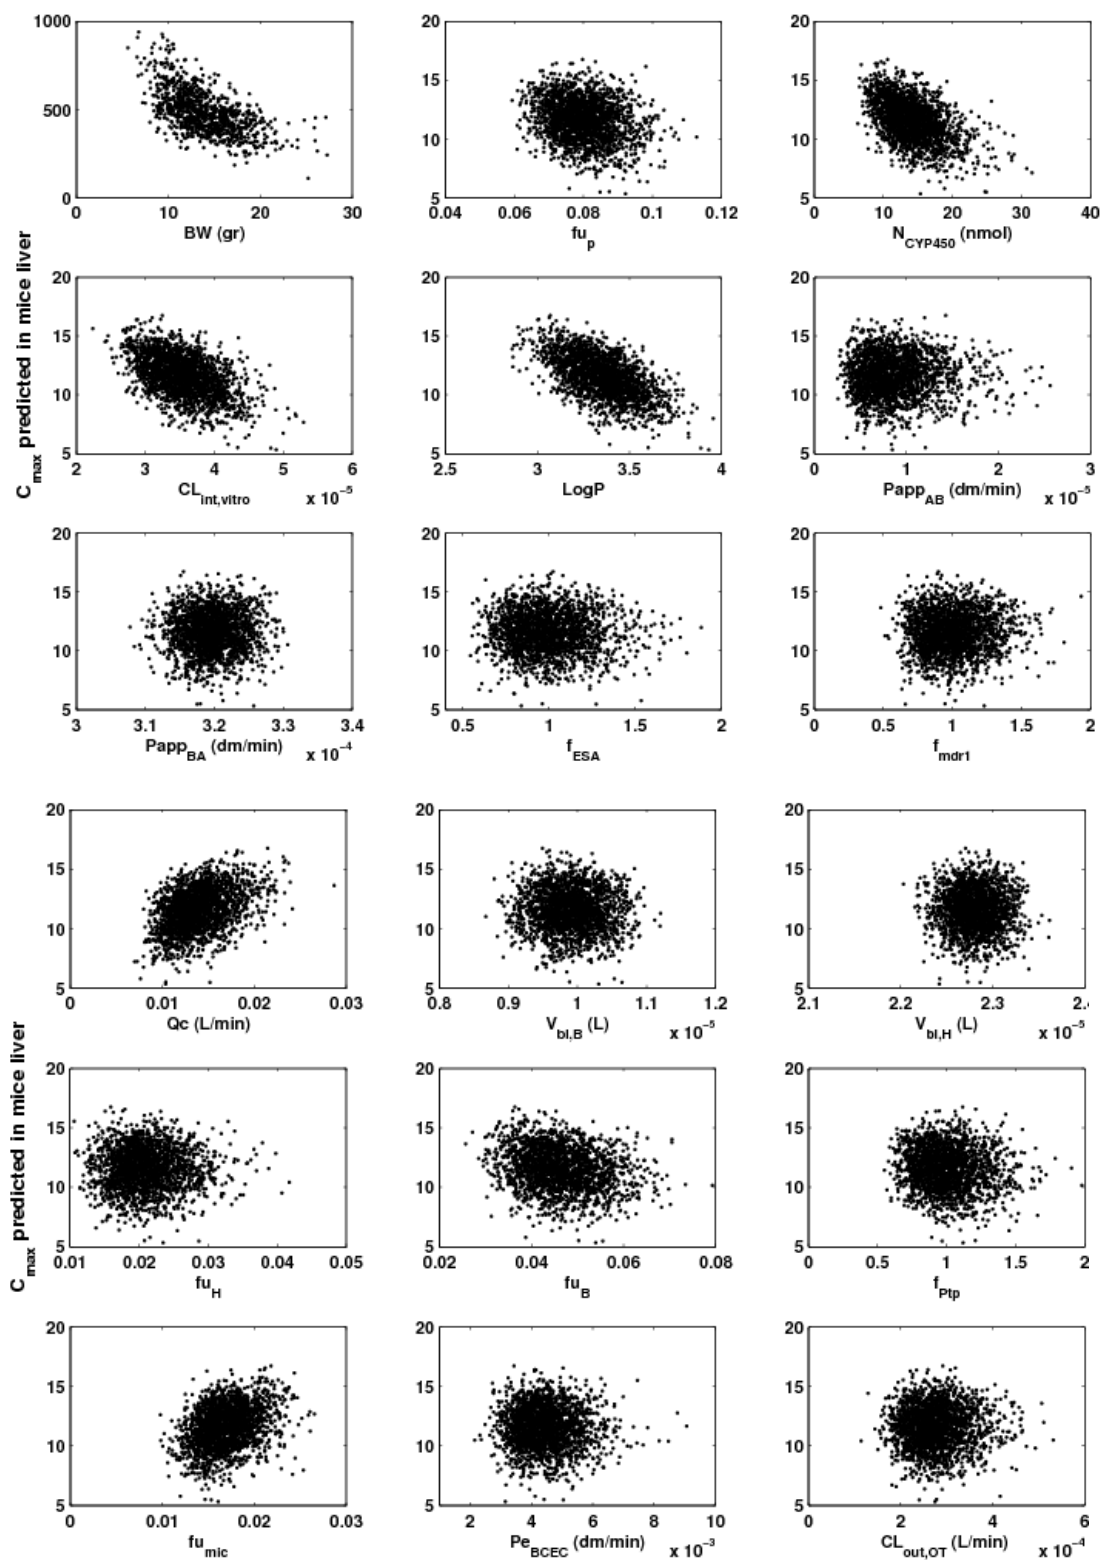 1000
500
0
0 10 20 30
BW (gr)
20
15
10
5
0.04 0.06 0.08 0.1 0.12
fu_p
20
15
10
5
0 10 20 30 40
N_CYP450 (nmol)
C_max predicted in mice liver
20
15
10
5
2 3 4 5 6
CL_int,vitro x 10^-5
20
15
10
5
2.5 3 3.5 4
LogP
20
15
10
5
0 1 2 3
Papp_AB (dm/min) x 10^-5
20
15
10
5
3 3.1 3.2 3.3 3.4
Papp_BA (dm/min) x 10^-4
20
15
10
5
0.5 1 1.5 2
f_ESA
20
15
10
5
0 0.5 1 1.5 2
f_mdr1
20
15
10
5
0 0.01 0.02 0.03
Qc (L/min)
20
15
10
5
0.8 0.9 1 1.1 1.2
V_bl,B (L) x 10^-5
20
15
10
5
2.1 2.2 2.3
V_bl,H (L) x 10^-5
C_max predicted in mice liver
20
15
10
5
0.01 0.02 0.03 0.04 0.05
fu_H
20
15
10
5
0.02 0.04 0.06 0.08
fu_B
20
15
10
5
0 0.5 1 1.5 2
f_Ptp
20
15
10
5
0 0.01 0.02 0.03
fu_mic
20
15
10
5
2 4 6 8 10
Pe_BCEC (dm/min) x 10^-3
20
15
10
5
0 2 4 6
CL_out,OT (L/min) x 10^-4